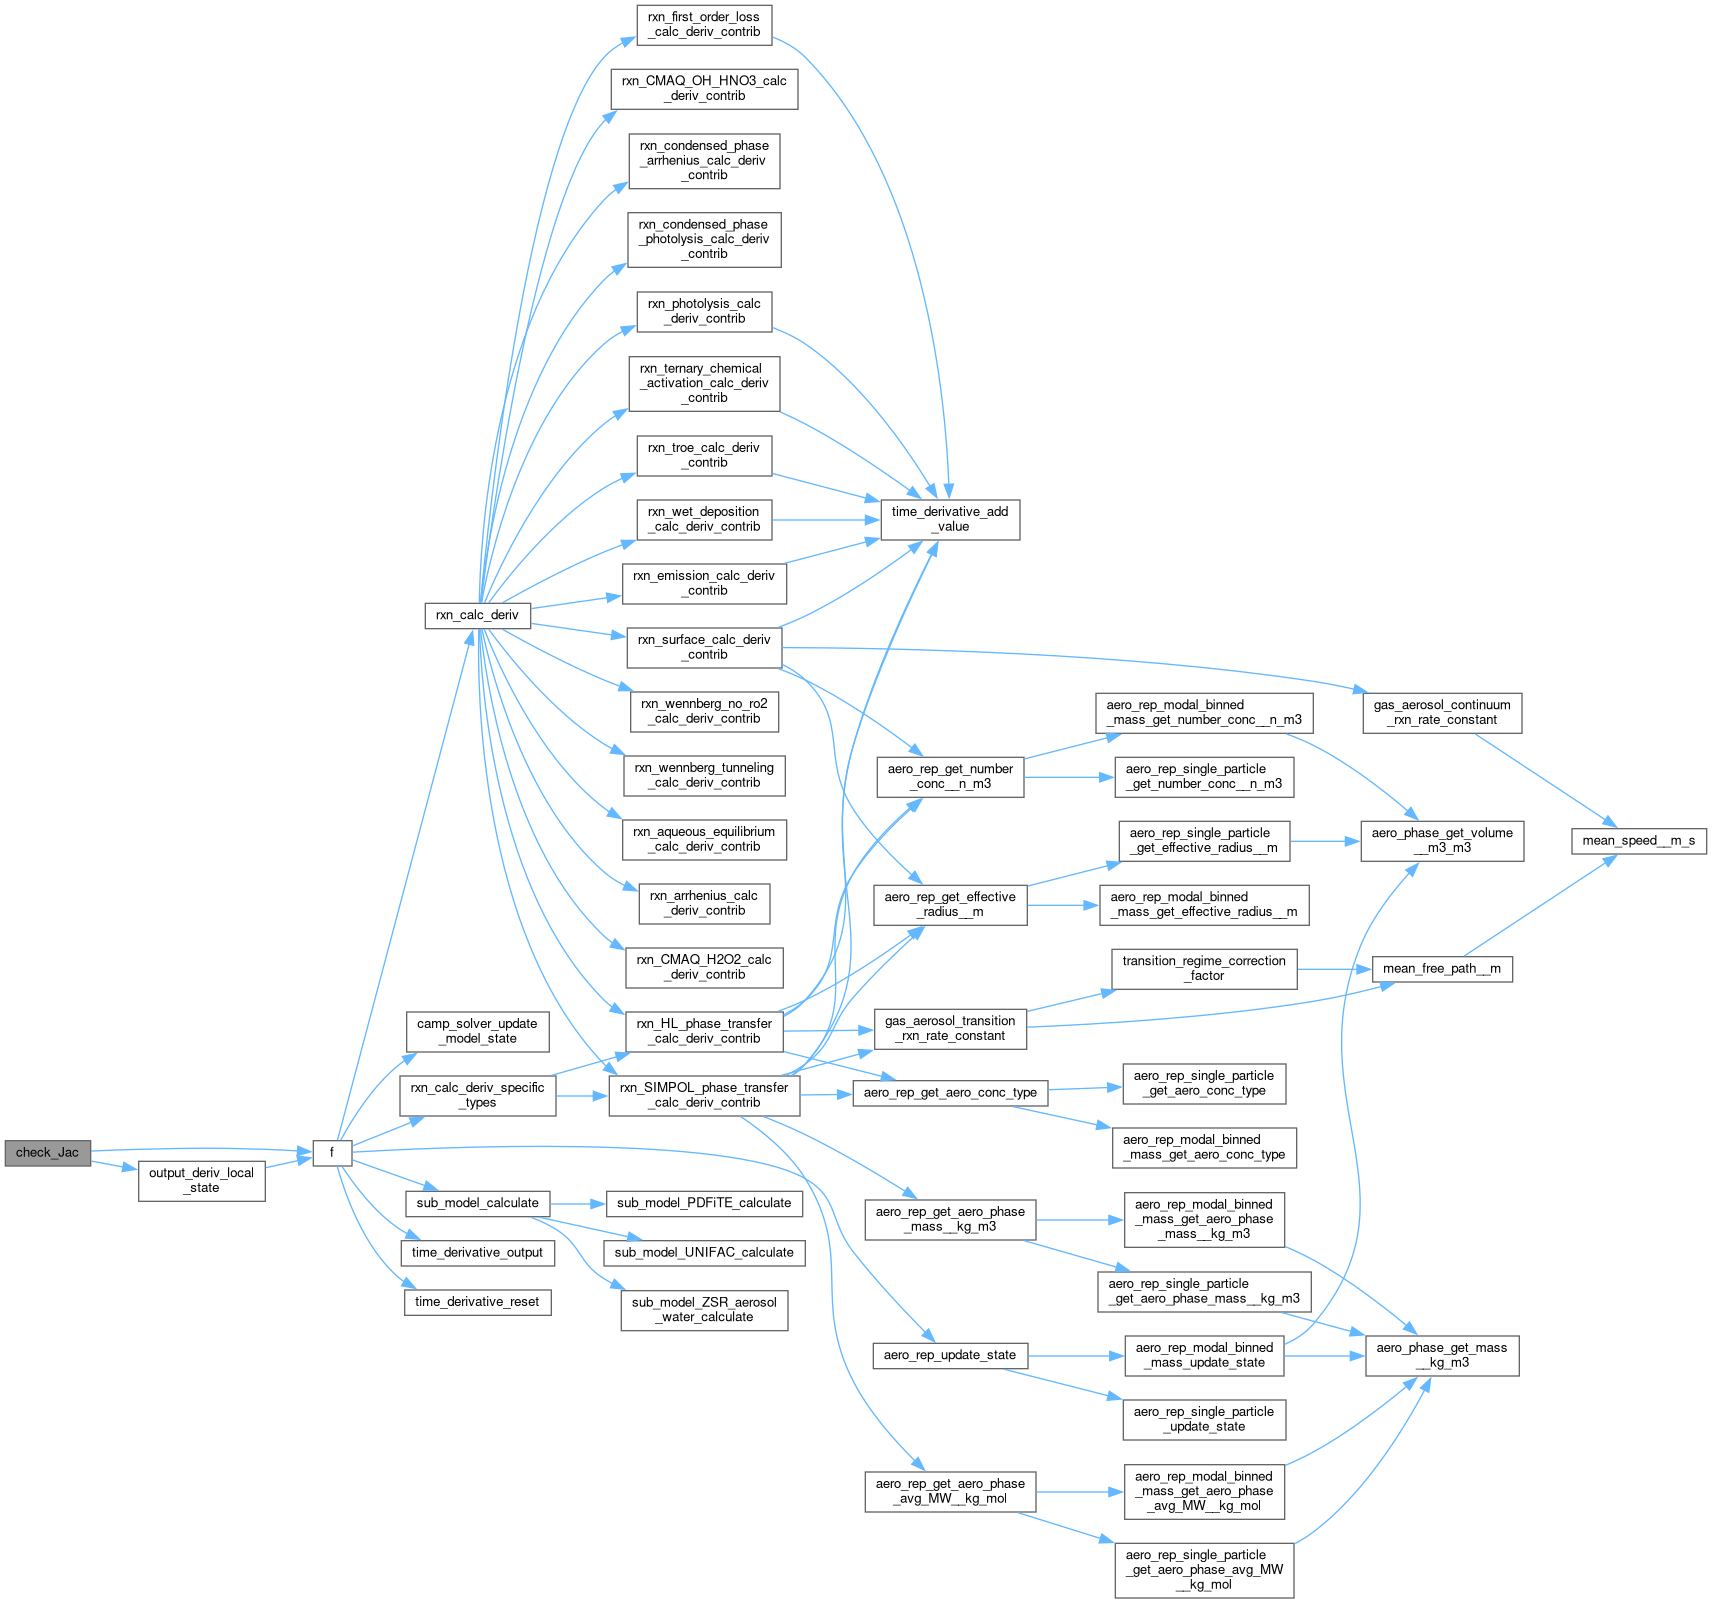 rxn_first_order_loss
_calc_deriv_contrib
rxn_CMAQ_OH_HNO3_calc
_deriv_contrib
rxn_condensed_phase
_arrhenius_calc_deriv
_contrib
rxn_condensed_phase
_photolysis_calc_deriv
_contrib
rxn_photolysis_calc
_deriv_contrib
rxn_ternary_chemical
_activation_calc_deriv
_contrib
rxn_troe_calc_deriv
_contrib
rxn_wet_deposition
_calc_deriv_contrib
time_derivative_add
_value
rxn_emission_calc_deriv
_contrib
rxn_calc_deriv
rxn_surface_calc_deriv
_contrib
rxn_wennberg_no_ro2
_calc_deriv_contrib
aero_rep_modal_binned
_mass_get_number_conc__n_m3
gas_aerosol_continuum
_rxn_rate_constant
rxn_wennberg_tunneling
_calc_deriv_contrib
aero_rep_get_number
_conc__n_m3
aero_rep_single_particle
_get_number_conc__n_m3
rxn_aqueous_equilibrium
_calc_deriv_contrib
aero_rep_single_particle
_get_effective_radius__m
aero_phase_get_volume
__m3_m3
mean_speed__m_s
rxn_arrhenius_calc
_deriv_contrib
aero_rep_get_effective
_radius__m
aero_rep_modal_binned
_mass_get_effective_radius__m
rxn_CMAQ_H2O2_calc
_deriv_contrib
transition_regime_correction
_factor
mean_free_path__m
camp_solver_update
_model_state
rxn_HL_phase_transfer
_calc_deriv_contrib
gas_aerosol_transition
_rxn_rate_constant
rxn_calc_deriv_specific
_types
rxn_SIMPOL_phase_transfer
_calc_deriv_contrib
aero_rep_get_aero_conc_type
aero_rep_single_particle
_get_aero_conc_type
aero_rep_modal_binned
_mass_get_aero_conc_type
check_Jac
output_deriv_local
_state
f
sub_model_calculate
sub_model_PDFiTE_calculate
aero_rep_get_aero_phase
_mass__kg_m3
aero_rep_modal_binned
_mass_get_aero_phase
_mass__kg_m3
time_derivative_output
sub_model_UNIFAC_calculate
aero_rep_single_particle
_get_aero_phase_mass__kg_m3
time_derivative_reset
sub_model_ZSR_aerosol
_water_calculate
aero_rep_update_state
aero_rep_modal_binned
_mass_update_state
aero_phase_get_mass
__kg_m3
aero_rep_single_particle
_update_state
aero_rep_get_aero_phase
_avg_MW__kg_mol
aero_rep_modal_binned
_mass_get_aero_phase
_avg_MW__kg_mol
aero_rep_single_particle
_get_aero_phase_avg_MW
__kg_mol